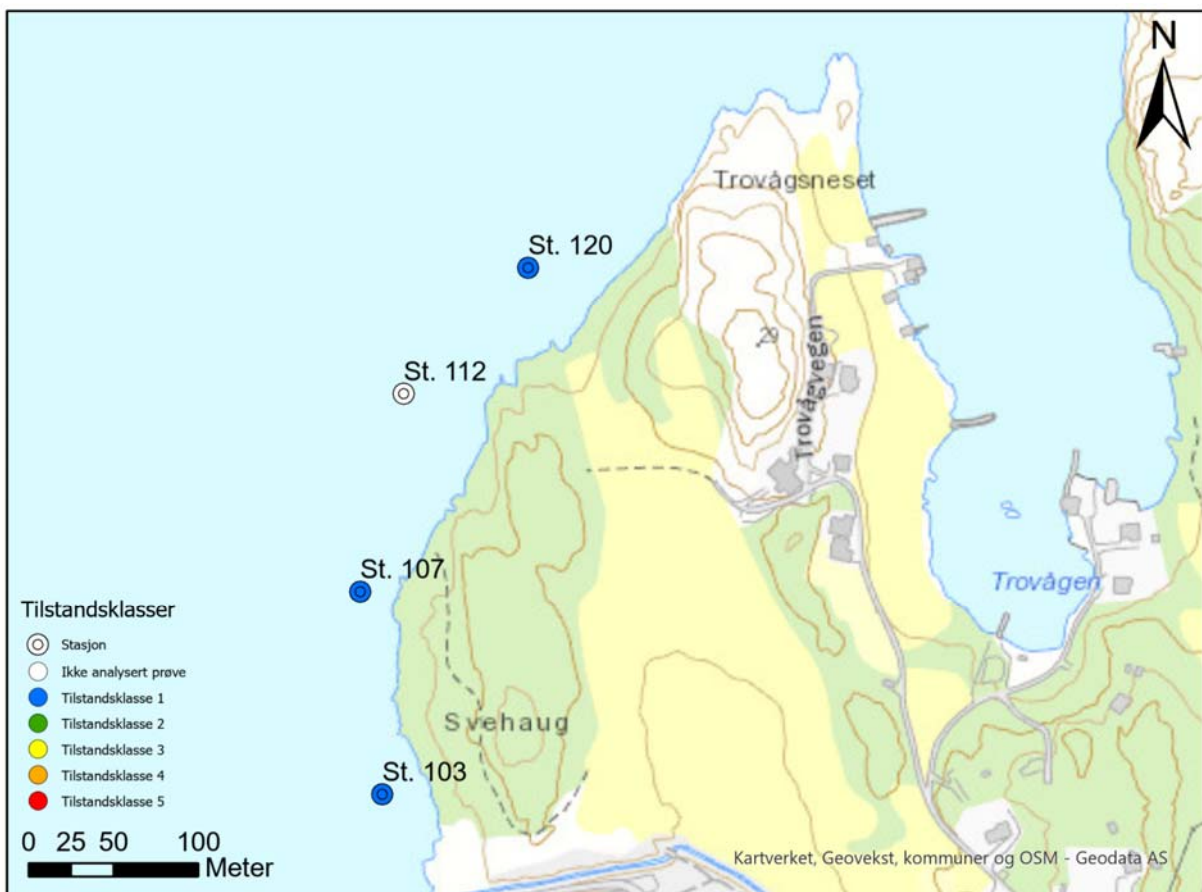 N
Trovågsneset
St. 120
29
Trovågvegen
St. 112
St. 107
Trovågen
Svehaug
St. 103
Tilstandsklasser
Stasjon
Ikke analysert prøve
Tilstandsklasse 1
Tilstandsklasse 2
Tilstandsklasse 3
Tilstandsklasse 4
Tilstandsklasse 5
0 25 50 100
Meter
Kartverket, Geovekst, kommuner og OSM - Geodata AS